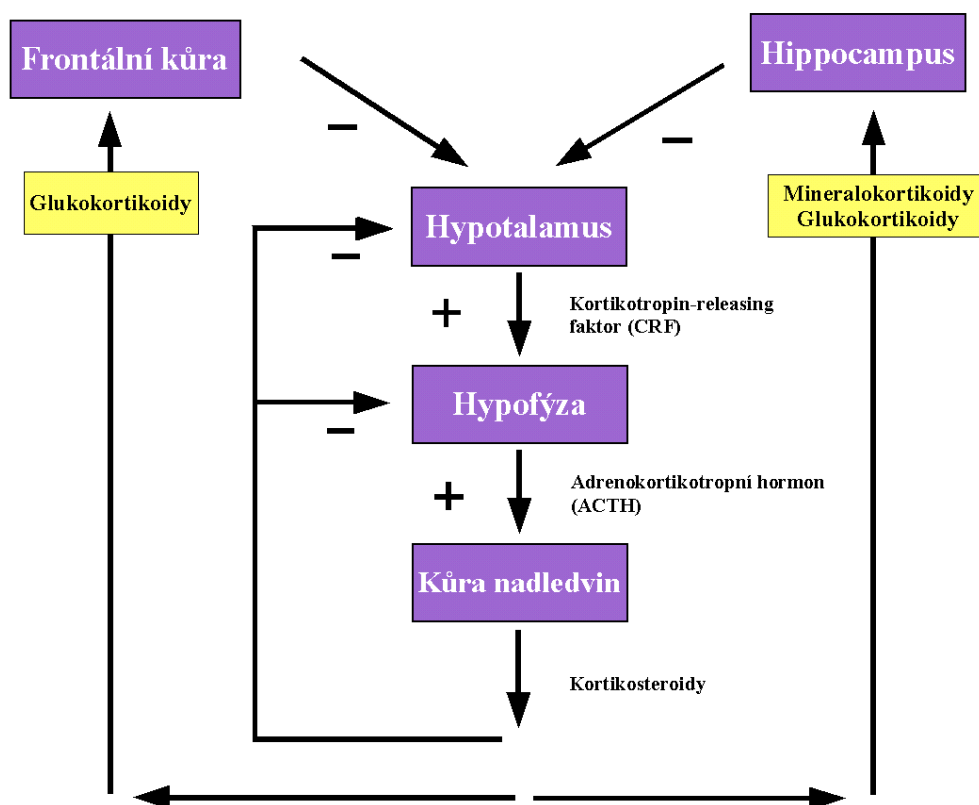 Frontální kůra
Hippocampus
–
–
Glukokortikoidy
Mineralokortikoidy
Glukokortikoidy
Hypotalamus
–
+
Kortikotropin-releasing
faktor (CRF)
Hypofýza
–
+
Adrenokortikotropní hormon
(ACTH)
Kůra nadledvin
Kortikosteroidy